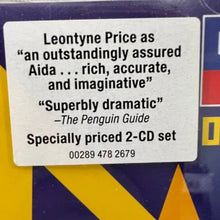 Leontyne Price as
“an outstandingly assured
Aida . . . rich, accurate,
and imaginative”
“Superbly dramatic”
–The Penguin Guide
Specially priced 2-CD set
00289 478 2679